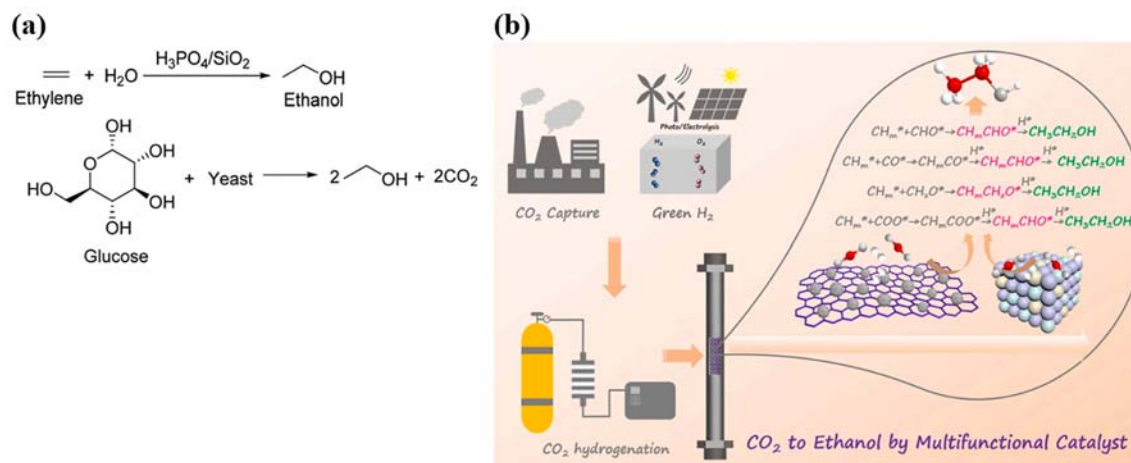 (a)
H₃PO₄/SiO₂
+ H₂O
OH
Ethylene
Ethanol
OH
OH
O
HO
OH
OH
+ Yeast
2 OH + 2CO₂
Glucose
(b)
Photo/Electrolysis
H₂ O₂
CO₂ Capture
Green H₂
CHₘ*+CHO*→CHₘCHO*→H*→CH₃CH₂OH
CHₘ*+CO*→CHₘCO*→H*→CHₘCHO*→H*→CH₃CH₂OH
CHₘ*+CHₓO*→CHₘCHₓO*→H*→CH₃CH₂OH
CHₘ*+COO*→CHₘCOO*→H*→CHₘCHO*→H*→CH₃CH₂OH
CO₂ hydrogenation
CO₂ to Ethanol by Multifunctional Catalyst